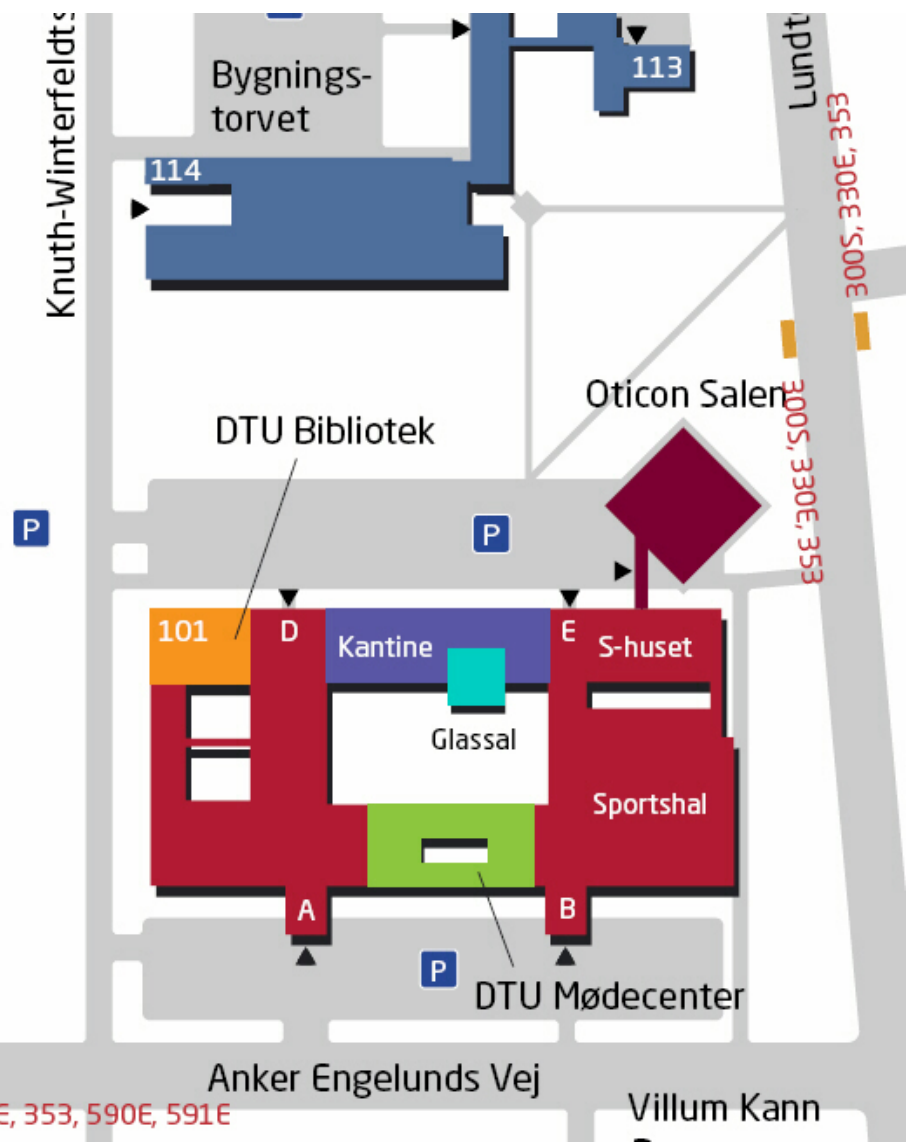 P
Knuth-Winterfeldts
Bygnings-
torvet
113
Lundto
300S, 330E, 353
114
Oticon Salen
300S, 330E, 353
DTU Bibliotek
P
P
101
D
Kantine
E
S-huset
Glassal
Sportshal
A
B
P
DTU Mødecenter
Anker Engelunds Vej
E, 353, 590E, 591E
Villum Kann